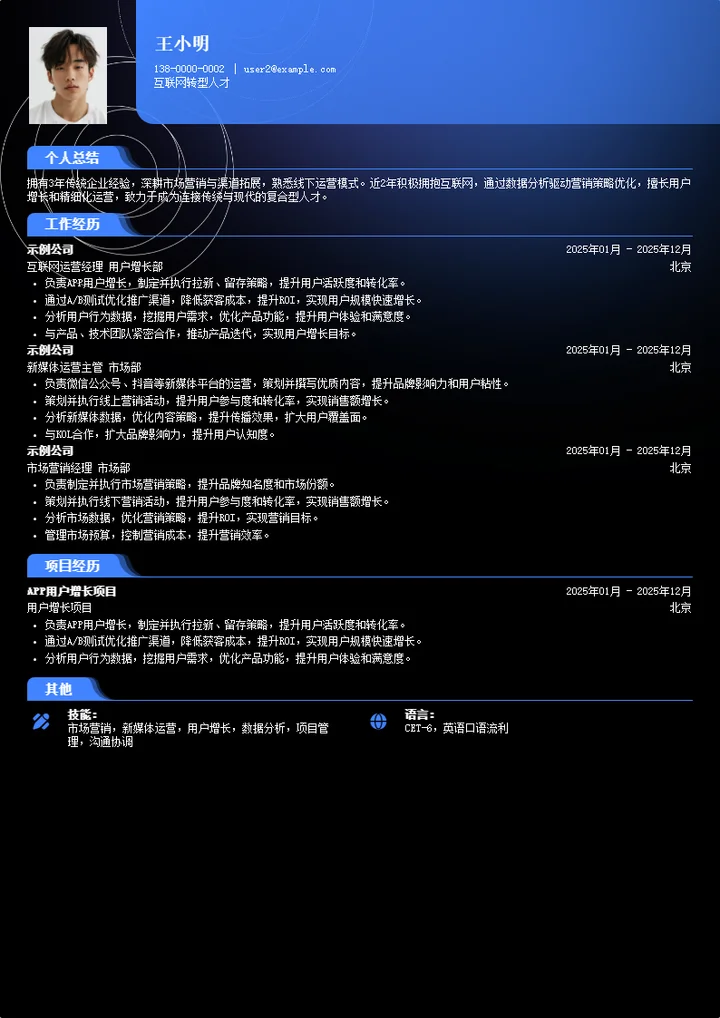 王小明
138-0000-0002 | user2@example.com
互联网转型人才
个人总结
拥有3年传统企业经验，深耕市场营销与渠道拓展，熟悉线下运营模式。近2年积极拥抱互联网，通过数据分析驱动营销策略优化，擅长用户
增长和精细化运营，致力于成为连接传统与现代的复合型人才。
工作经历
示例公司 2025年01月 - 2025年12月
互联网运营经理 用户增长部 北京
• 负责APP用户增长，制定并执行拉新、留存策略，提升用户活跃度和转化率。
• 通过A/B测试优化推广渠道，降低获客成本，提升ROI，实现用户规模快速增长。
• 分析用户行为数据，挖掘用户需求，优化产品功能，提升用户体验和满意度。
• 与产品、技术团队紧密合作，推动产品迭代，实现用户增长目标。
示例公司 2025年01月 - 2025年12月
新媒体运营主管 市场部 北京
• 负责微信公众号、抖音等新媒体平台的运营，策划并撰写优质内容，提升品牌影响力和用户粘性。
• 策划并执行线上营销活动，提升用户参与度和转化率，实现销售额增长。
• 分析新媒体数据，优化内容策略，提升传播效果，扩大用户覆盖面。
• 与KOL合作，扩大品牌影响力，提升用户认知度。
示例公司 2025年01月 - 2025年12月
市场营销经理 市场部 北京
• 负责制定并执行市场营销策略，提升品牌知名度和市场份额。
• 策划并执行线下营销活动，提升用户参与度和转化率，实现销售额增长。
• 分析市场数据，优化营销策略，提升ROI，实现营销目标。
• 管理市场预算，控制营销成本，提升营销效率。
项目经历
APP用户增长项目 2025年01月 - 2025年12月
用户增长项目 北京
• 负责APP用户增长，制定并执行拉新、留存策略，提升用户活跃度和转化率。
• 通过A/B测试优化推广渠道，降低获客成本，提升ROI，实现用户规模快速增长。
• 分析用户行为数据，挖掘用户需求，优化产品功能，提升用户体验和满意度。
其他
技能：
市场营销，新媒体运营，用户增长，数据分析，项目管
理，沟通协调
语言：
CET-6，英语口语流利